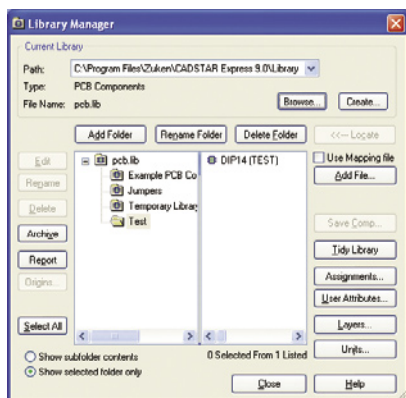 Library Manager
Current Library
Path: C:\Program Files\Zuken\CADSTAR Express 9.0\Library
Type: PCB Components
File Name: pcb.lib
Browse... Create...
Add Folder Rename Folder Delete Folder <-- Locate
Edit
Rename
Delete
Archive
Report
Origins...
Select All
pcb.lib
Example PCB Co
Jumpers
Temporary Library
Test
DIP14 (TEST)
Use Mapping file
Add File...
Save Comp...
Tidy Library
Assignments...
User Attributes...
Layers...
Units...
Show subfolder contents
Show selected folder only
0 Selected From 1 Listed
Close Help